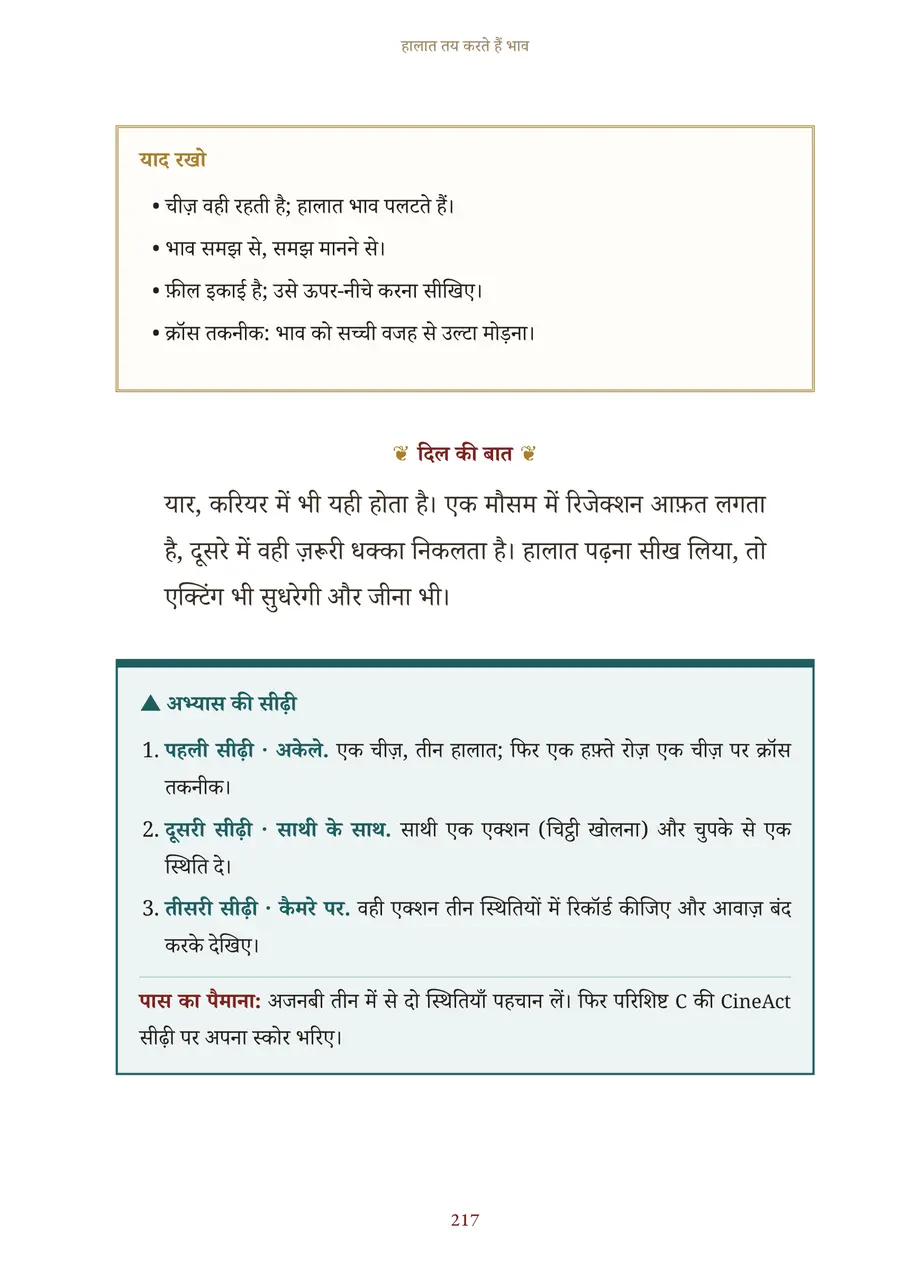 हालात तय करते हैं भाव
याद रखो
• चीज़ वही रहती है; हालात भाव पलटते हैं।
• भाव समझ से, समझ मानने से।
• फ़ील इकाई है; उसे ऊपर-नीचे करना सीखिए।
• क्रॉस तकनीक: भाव को सच्ची वजह से उल्टा मोड़ना।
❦ दिल की बात ❦
यार, करियर में भी यही होता है। एक मौसम में रिजेक्शन आफ़त लगता
है, दूसरे में वही ज़रूरी धक्का निकलता है। हालात पढ़ना सीख लिया, तो
एक्टिंग भी सुधरेगी और जीना भी।
▲ अभ्यास की सीढ़ी
1. पहली सीढ़ी · अकेले. एक चीज़, तीन हालात; फिर एक हफ़्ते रोज़ एक चीज़ पर क्रॉस
तकनीक।
2. दूसरी सीढ़ी · साथी के साथ. साथी एक एक्शन (चिट्ठी खोलना) और चुपके से एक
स्थिति दे।
3. तीसरी सीढ़ी · कैमरे पर. वही एक्शन तीन स्थितियों में रिकॉर्ड कीजिए और आवाज़ बंद
करके देखिए।
पास का पैमाना: अजनबी तीन में से दो स्थितियाँ पहचान लें। फिर परिशिष्ट C की CineAct
सीढ़ी पर अपना स्कोर भरिए।
217